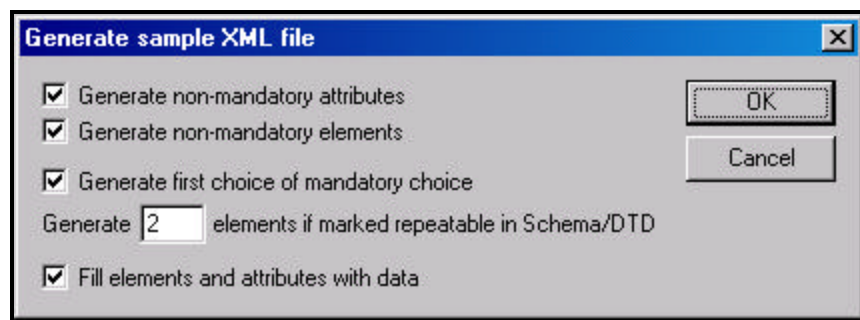 Generate sample XML file
Generate non-mandatory attributes
OK
Generate non-mandatory elements
Cancel
Generate first choice of mandatory choice
Generate 2 elements if marked repeatable in Schema/DTD
Fill elements and attributes with data